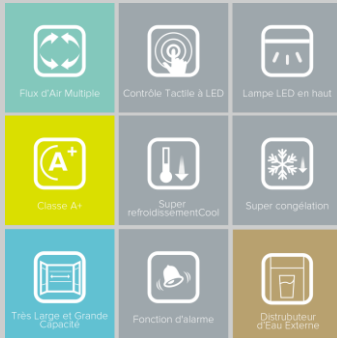 Flux d'Air Multiple
Contrôle Tactile à LED
Lampe LED en haut
A+
Classe A+
Super
refroidissementCool
Super congélation
Très Large et Grande
Capacité
Fonction d'alarme
Distrubuteur
d'Eau Externe